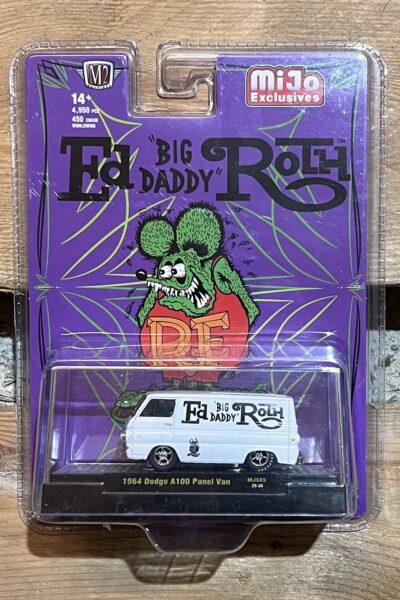 M2
MiJo
Exclusives
14+
4,950 PCS
450 CHASE
WORLDWIDE
Ed "BIG DADDY" ROTH™
RF
Ed "BIG DADDY" ROTH
1964 Dodge A100 Panel Van
MJS85